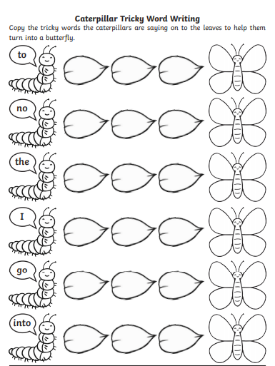 Caterpillar Tricky Word Writing
Copy the tricky words the caterpillars are saying on to the leaves to help them
turn into a butterfly.
to
no
the
I
go
into